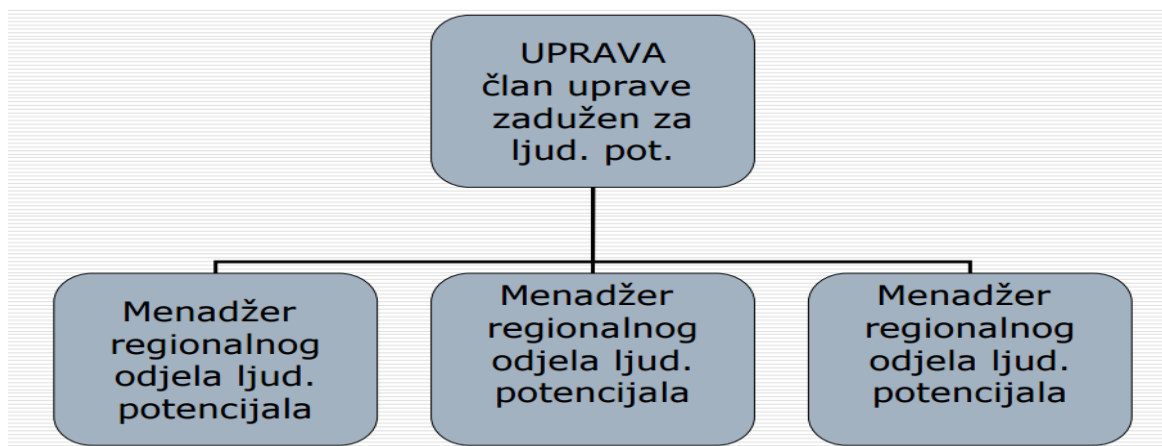 UPRAVA
član uprave
zadužen za
ljud. pot.
Menadžer
regionalnog
odjela ljud.
potencijala
Menadžer
regionalnog
odjela ljud.
potencijala
Menadžer
regionalnog
odjela ljud.
potencijala